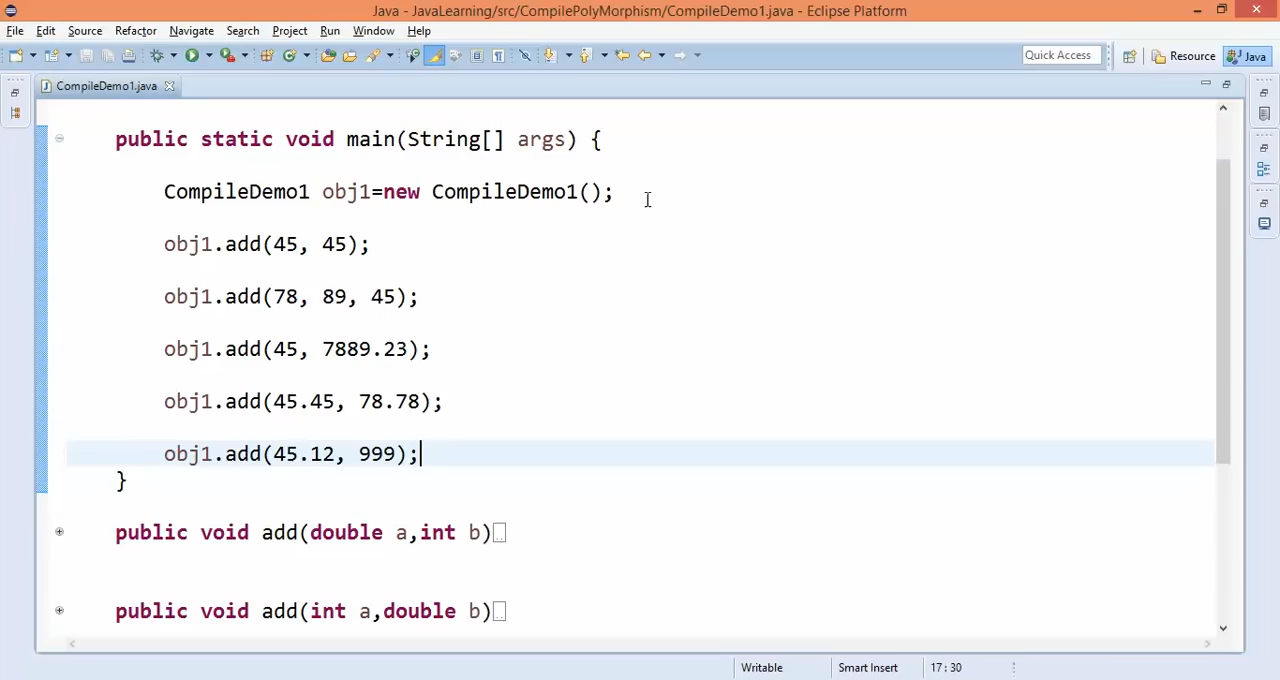 Java - JavaLearning/src/CompilePolyMorphism/CompileDemo1.java - Eclipse Platform
File Edit Source Refactor Navigate Search Project Run Window Help
Quick Access Resource Java
CompileDemo1.java
public static void main(String[] args) {
CompileDemo1 obj1=new CompileDemo1();
obj1.add(45, 45);
obj1.add(78, 89, 45);
obj1.add(45, 7889.23);
obj1.add(45.45, 78.78);
obj1.add(45.12, 999);
}
public void add(double a,int b)
public void add(int a,double b)
Writable Smart Insert 17 : 30